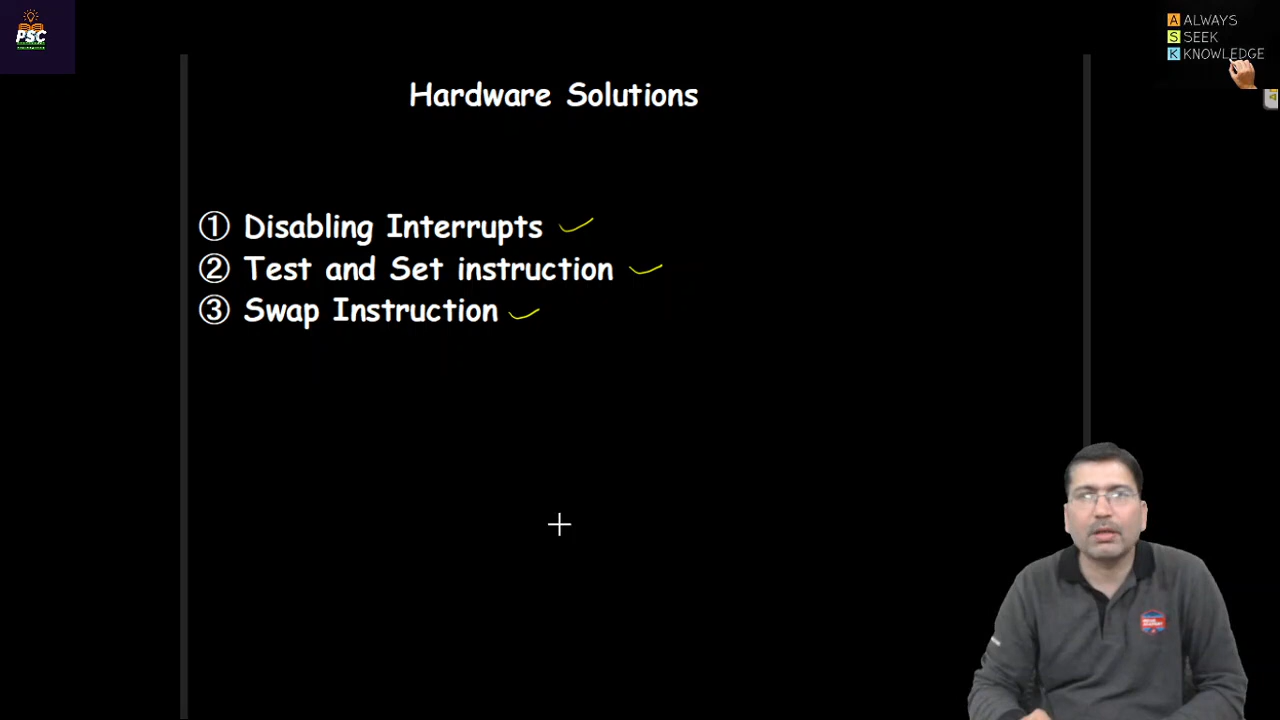 PSC
A ALWAYS
S SEEK
K KNOWLEDGE
Hardware Solutions
① Disabling Interrupts
② Test and Set instruction
③ Swap Instruction